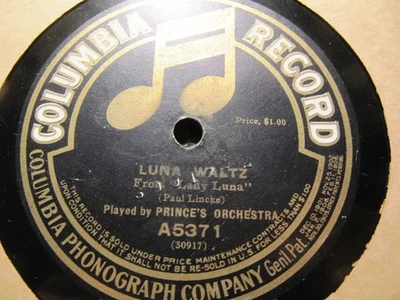 COLUMBIA RECORD
Price, $1.00
LUNA WALTZ
From "Lady Luna"
(Paul Lincke)
Played by PRINCE'S ORCHESTRA
A5371
(30917)
THIS RECORD IS SOLD UNDER PRICE MAINTENANCE CONTRACTS AND
UPON CONDITION THAT IT SHALL NOT BE RE-SOLD IN U.S. FOR LESS THAN $1.00
COLUMBIA PHONOGRAPH COMPANY Genl.
Pat.